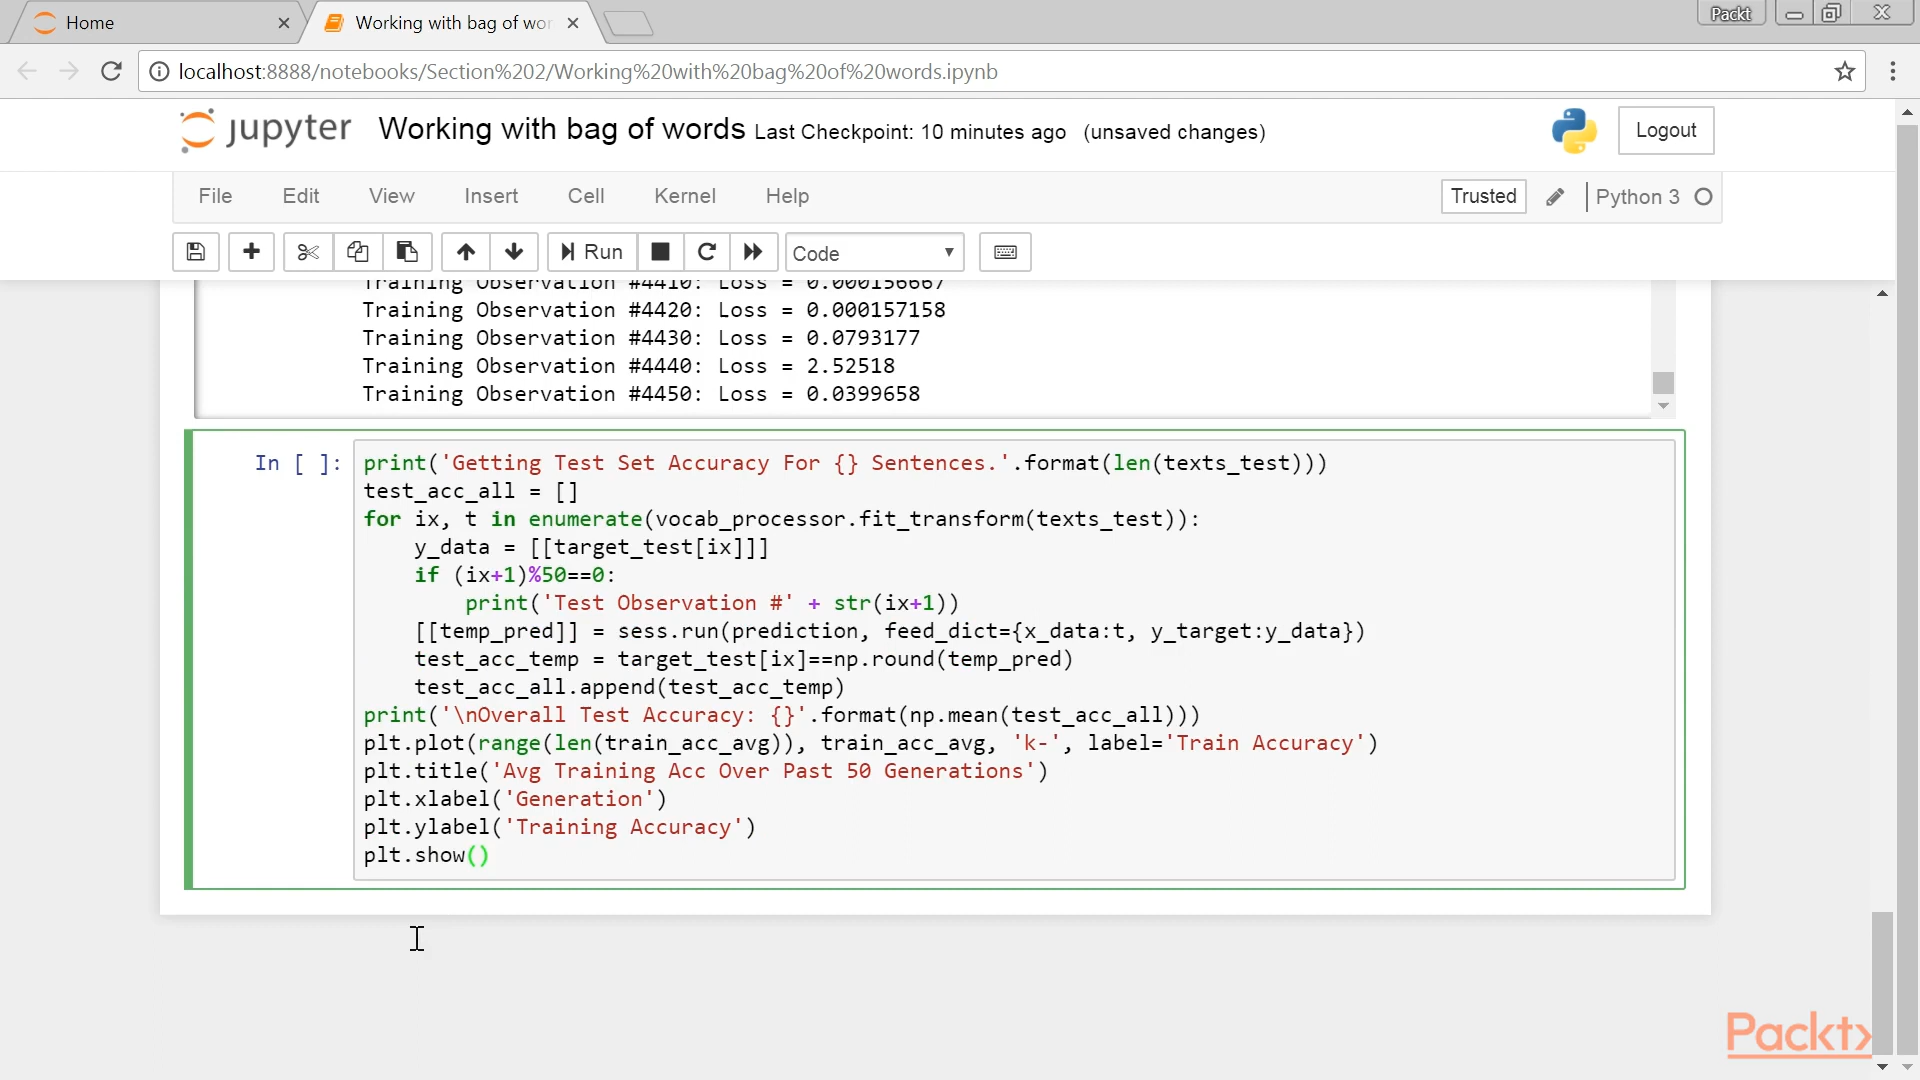 Home
Working with bag of wor
Packt
localhost:8888/notebooks/Section%202/Working%20with%20bag%20of%20words.ipynb
jupyter Working with bag of words Last Checkpoint: 10 minutes ago (unsaved changes)
Logout
File Edit View Insert Cell Kernel Help
Trusted
Python 3
Run
Code
Training Observation #4410: Loss = 0.000156667
Training Observation #4420: Loss = 0.000157158
Training Observation #4430: Loss = 0.0793177
Training Observation #4440: Loss = 2.52518
Training Observation #4450: Loss = 0.0399658
In [ ]: print('Getting Test Set Accuracy For {} Sentences.'.format(len(texts_test)))
test_acc_all = []
for ix, t in enumerate(vocab_processor.fit_transform(texts_test)):
    y_data = [[target_test[ix]]]
    if (ix+1)%50==0:
        print('Test Observation #' + str(ix+1))
    [[temp_pred]] = sess.run(prediction, feed_dict={x_data:t, y_target:y_data})
    test_acc_temp = target_test[ix]==np.round(temp_pred)
    test_acc_all.append(test_acc_temp)
print('\nOverall Test Accuracy: {}'.format(np.mean(test_acc_all)))
plt.plot(range(len(train_acc_avg)), train_acc_avg, 'k-', label='Train Accuracy')
plt.title('Avg Training Acc Over Past 50 Generations')
plt.xlabel('Generation')
plt.ylabel('Training Accuracy')
plt.show()
Packt